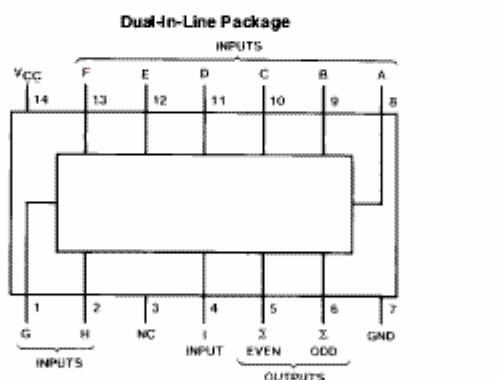 Dual-In-Line Package
INPUTS
VCC F E D C B A
14 13 12 11 10 9 8
1 2 3 4 5 6 7
G H NC I Σ Σ GND
INPUT EVEN ODD
INPUTS
OUTPUTS